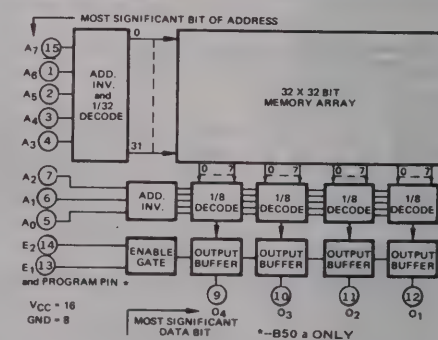 MOST SIGNIFICANT BIT OF ADDRESS
A7 15
A6 1
A5 2
A4 3
A3 4
ADD.
INV.
and
1/32
DECODE
0
31
32 X 32 BIT
MEMORY ARRAY
0 7
0 7
0 7
0 7
A2 7
A1 6
A0 5
ADD.
INV.
1/8
DECODE
1/8
DECODE
1/8
DECODE
1/8
DECODE
E2 14
E1 13
and PROGRAM PIN *
ENABLE
GATE
OUTPUT
BUFFER
OUTPUT
BUFFER
OUTPUT
BUFFER
OUTPUT
BUFFER
9
O4
10
O3
11
O2
12
O1
VCC = 16
GND = 8
MOST SIGNIFICANT
DATA BIT
*--B50 a ONLY